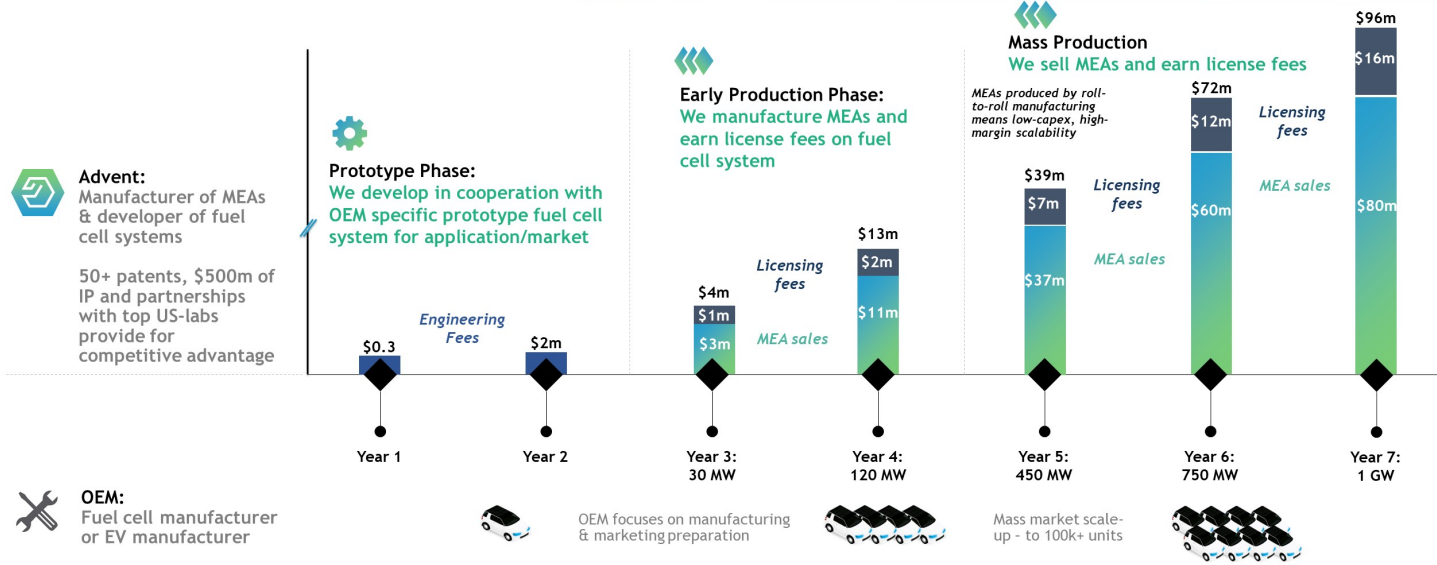 Advent:
Manufacturer of MEAs
& developer of fuel
cell systems
50+ patents, $500m of
IP and partnerships
with top US-labs
provide for
competitive advantage
Prototype Phase:
We develop in cooperation with
OEM specific prototype fuel cell
system for application/market
Engineering
Fees
$0.3
$2m
Early Production Phase:
We manufacture MEAs and
earn license fees on fuel
cell system
$4m
$1m
$3m
Licensing
fees
MEA sales
$13m
$2m
$11m
Mass Production
We sell MEAs and earn license fees
MEAs produced by roll-
to-roll manufacturing
means low-capex, high-
margin scalability
$39m
$7m
$37m
Licensing
fees
MEA sales
$72m
$12m
$60m
Licensing
fees
MEA sales
$96m
$16m
$80m
Year 1
Year 2
Year 3:
30 MW
Year 4:
120 MW
Year 5:
450 MW
Year 6:
750 MW
Year 7:
1 GW
OEM:
Fuel cell manufacturer
or EV manufacturer
OEM focuses on manufacturing
& marketing preparation
Mass market scale-
up - to 100k+ units